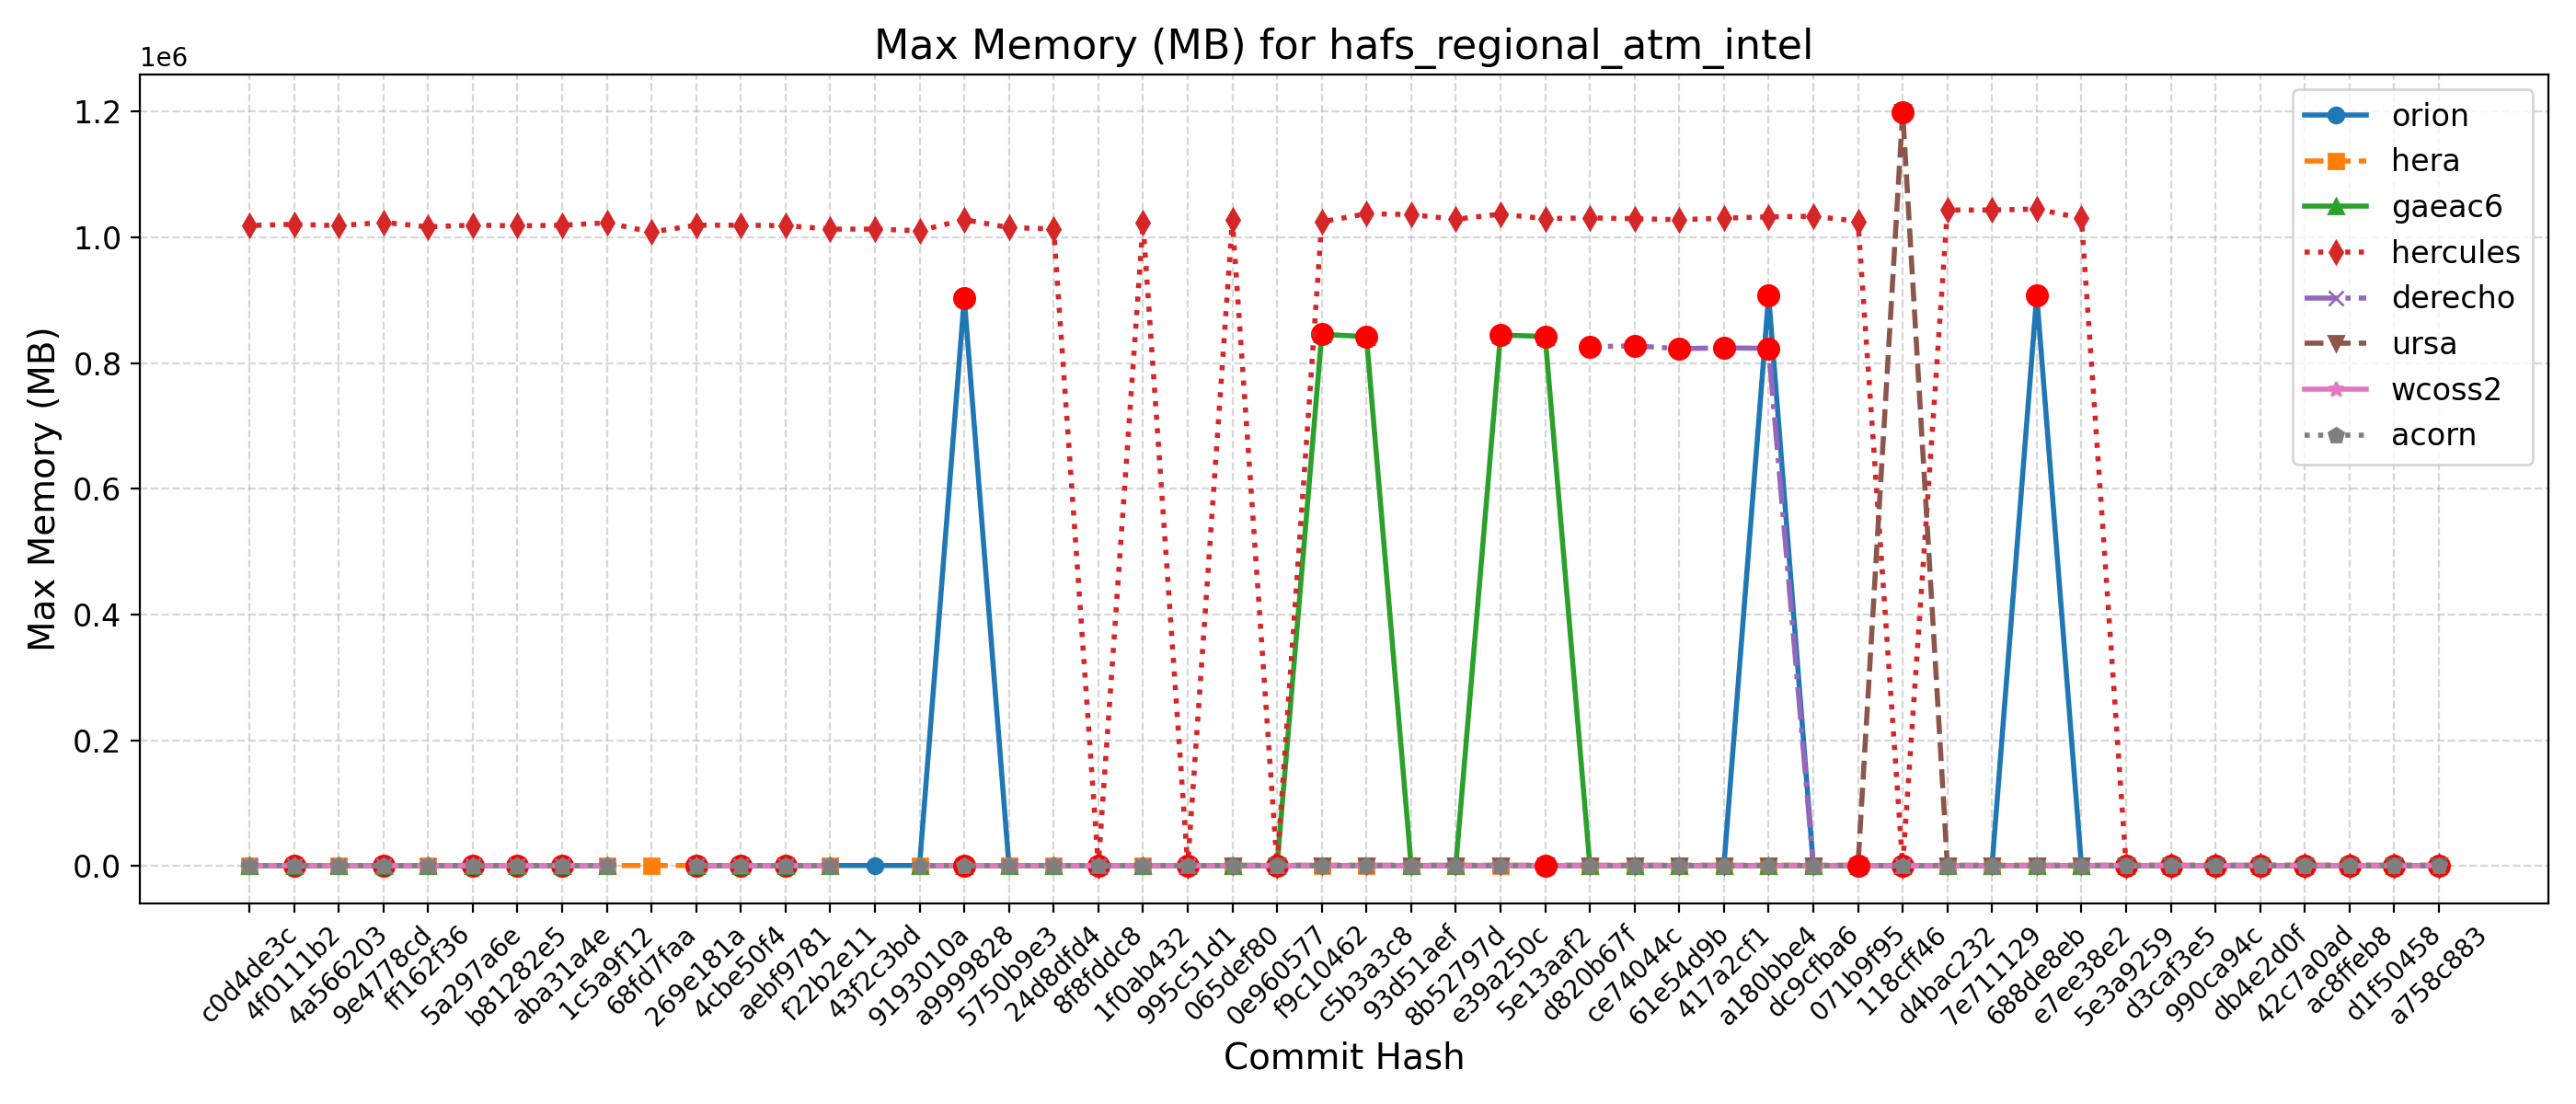 Max Memory (MB) for hafs_regional_atm_intel
1e6
1.2
1.0
0.8
0.6
0.4
0.2
0.0
Max Memory (MB)
orion
hera
gaeac6
hercules
derecho
ursa
wcoss2
acorn
c0d4de3c
4f0111b2
4a566203
9e4778cd
ff162f36
5a297a6e
b81282e5
aba31a4e
1c5a9f12
68fd7faa
269e181a
4cbe50f4
aebf9781
f22b2e11
43f2c3bd
9193010a
a9999828
5750b9e3
24d8dfd4
8f8fddc8
1f0ab432
995c51d1
065def80
0e960577
f9c10462
c5b3a3c8
93d51aef
8b52797d
e39a250c
5e13aaf2
d820b67f
ce74044c
61e54d9b
417a2cf1
a180bbe4
dc9cfba6
071b9f95
118cff46
d4bac232
7e711129
688de8eb
e7ee38e2
5e3a9259
d3caf3e5
990ca94c
db4e2d0f
42c7a0ad
ac8ffeb8
d1f50458
a758c883
Commit Hash